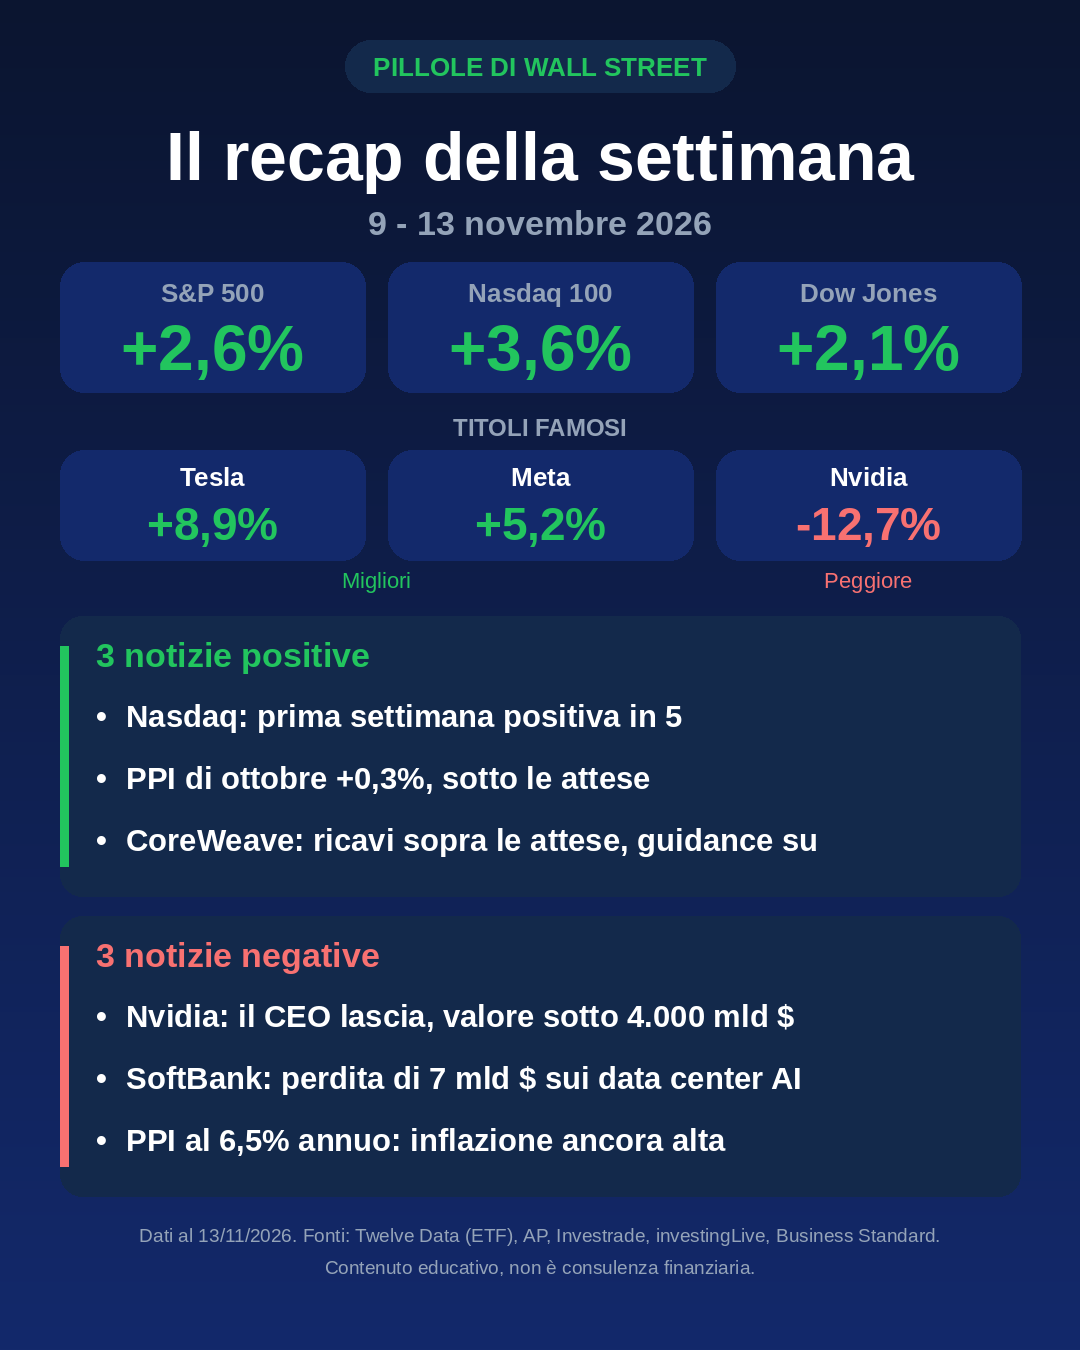 PILLOLE DI WALL STREET
Il recap della settimana
9 - 13 novembre 2026
S&P 500
+2,6%
Nasdaq 100
+3,6%
Dow Jones
+2,1%
TITOLI FAMOSI
Tesla
+8,9%
Meta
+5,2%
Nvidia
-12,7%
Migliori
Peggiore
3 notizie positive
• Nasdaq: prima settimana positiva in 5
• PPI di ottobre +0,3%, sotto le attese
• CoreWeave: ricavi sopra le attese, guidance su
3 notizie negative
• Nvidia: il CEO lascia, valore sotto 4.000 mld $
• SoftBank: perdita di 7 mld $ sui data center AI
• PPI al 6,5% annuo: inflazione ancora alta
Dati al 13/11/2026. Fonti: Twelve Data (ETF), AP, Investrade, investingLive, Business Standard.
Contenuto educativo, non è consulenza finanziaria.